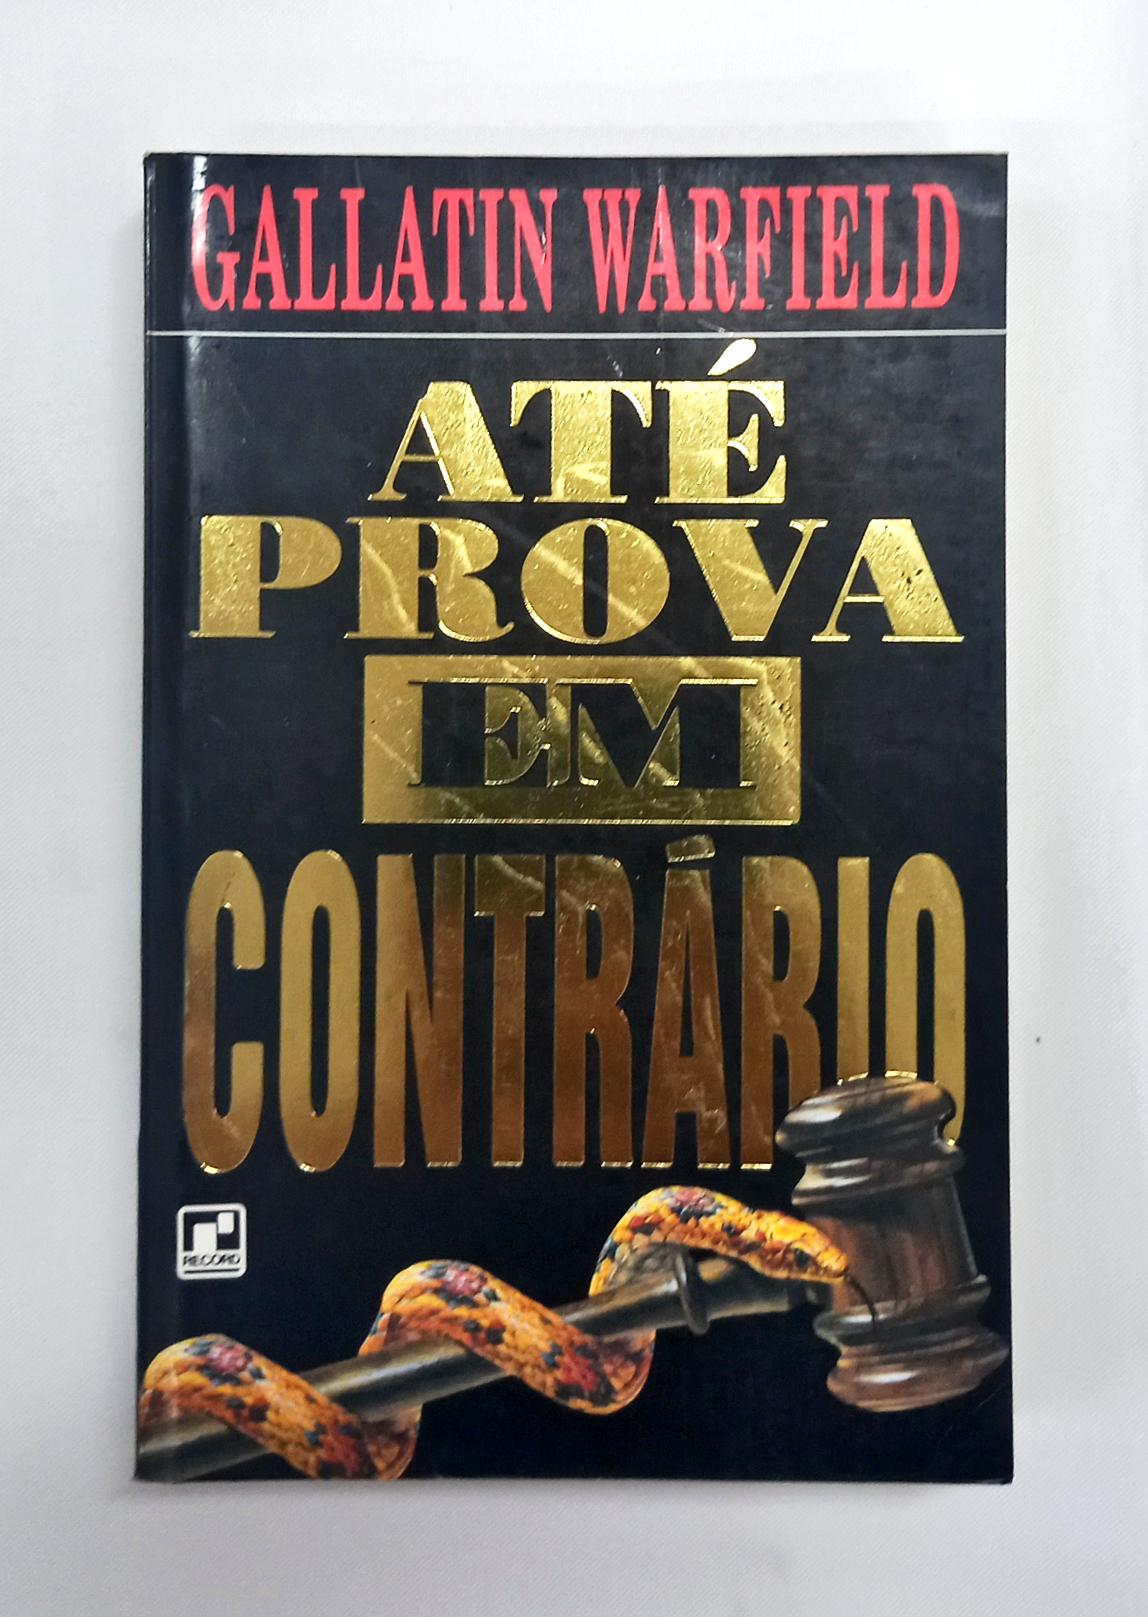 GALLATIN WARFIELD
ATÉ
PROVA
EM
CONTRÁRIO
RECORD